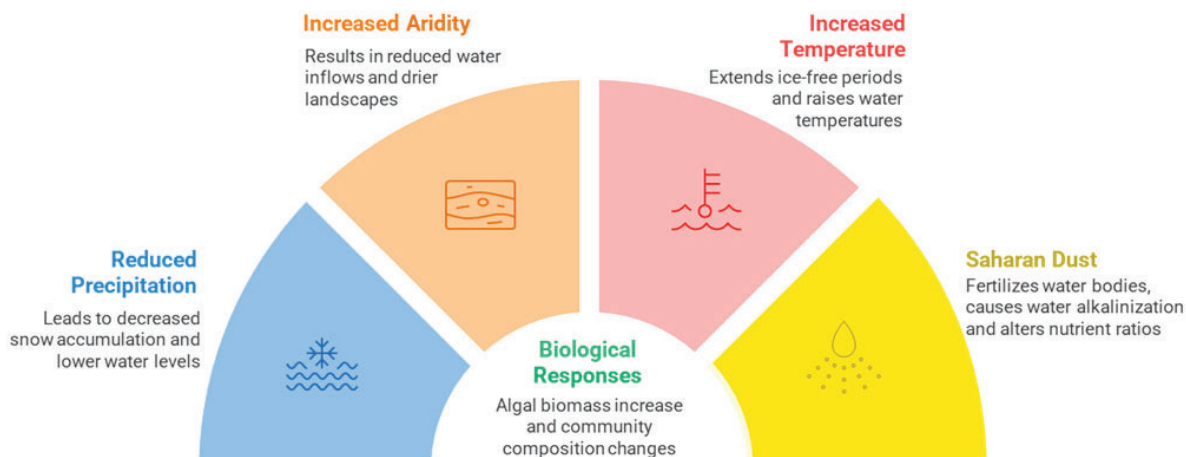 Increased Aridity
Results in reduced water
inflows and drier
landscapes
Increased
Temperature
Extends ice-free periods
and raises water
temperatures
Reduced
Precipitation
Leads to decreased
snow accumulation and
lower water levels
Saharan Dust
Fertilizes water bodies,
causes water alkalinization
and alters nutrient ratios
Biological
Responses
Algal biomass increase
and community
composition changes